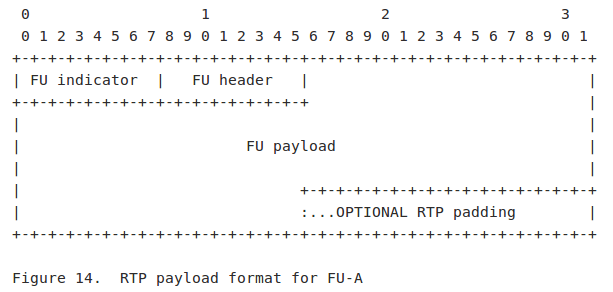 0                   1                   2                   3
 0 1 2 3 4 5 6 7 8 9 0 1 2 3 4 5 6 7 8 9 0 1 2 3 4 5 6 7 8 9 0 1
+-+-+-+-+-+-+-+-+-+-+-+-+-+-+-+-+-+-+-+-+-+-+-+-+-+-+-+-+-+-+-+-+
| FU indicator  |   FU header   |                               |
+-+-+-+-+-+-+-+-+-+-+-+-+-+-+-+-+                               |
|                                                               |
|                         FU payload                            |
|                                                               |
|                               +-+-+-+-+-+-+-+-+-+-+-+-+-+-+-+-+
|                               :...OPTIONAL RTP padding        |
+-+-+-+-+-+-+-+-+-+-+-+-+-+-+-+-+-+-+-+-+-+-+-+-+-+-+-+-+-+-+-+-+

Figure 14.  RTP payload format for FU-A